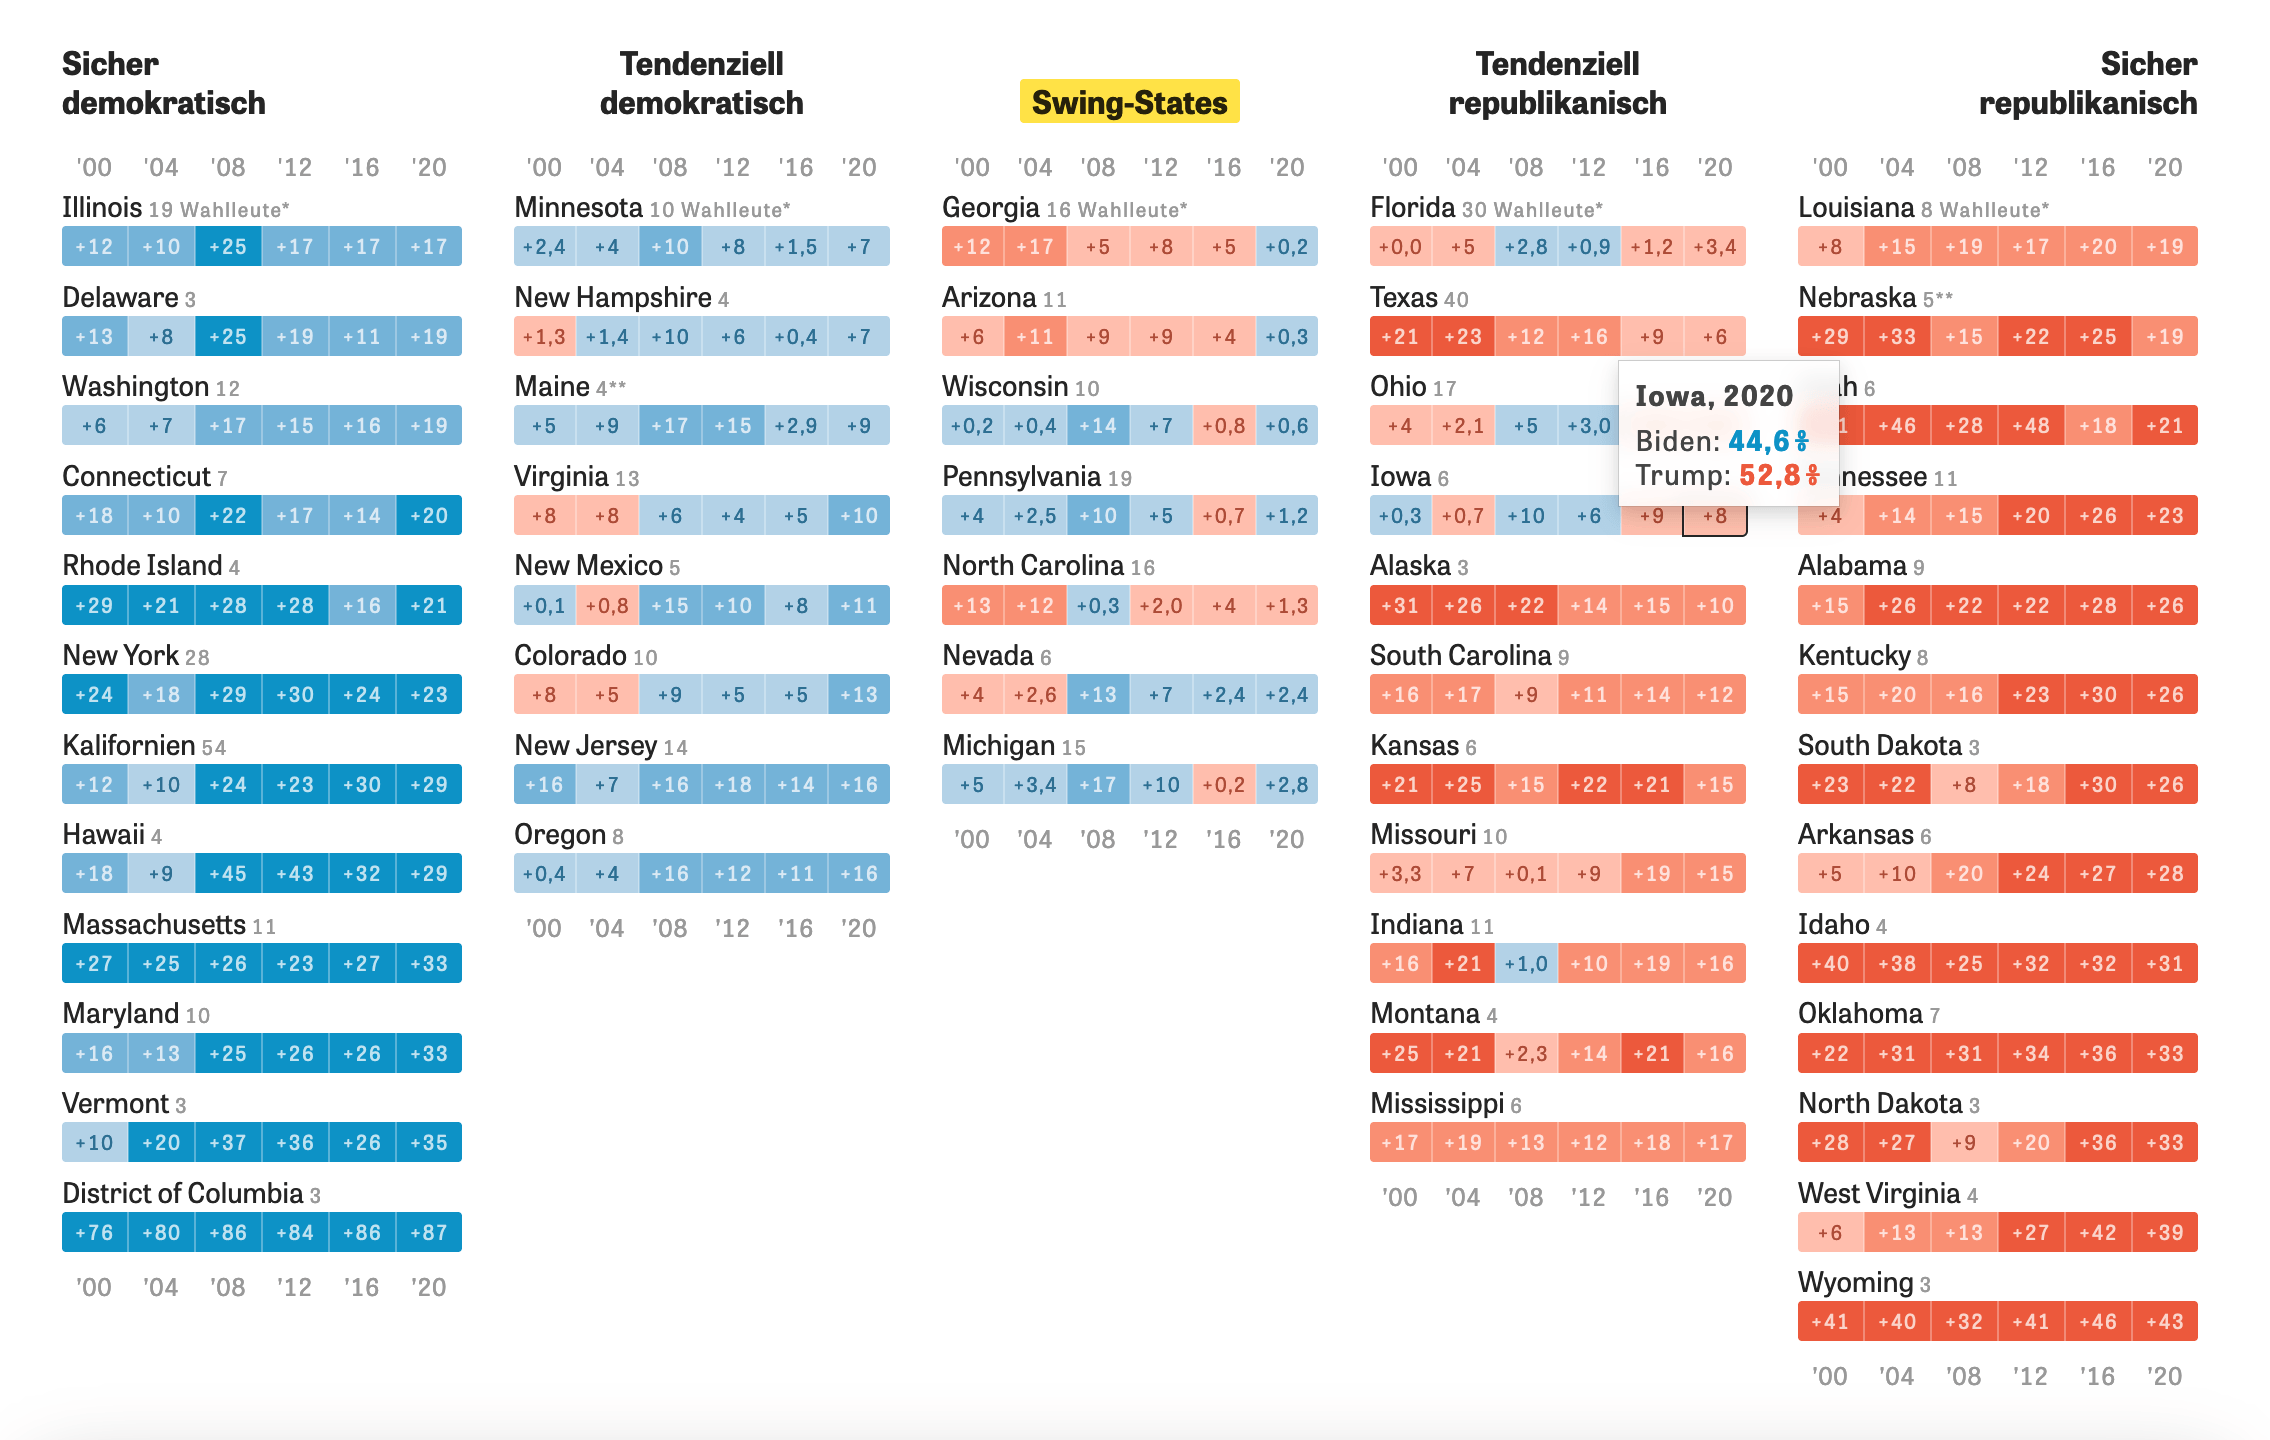 Sicher
demokratisch
'00 '04 '08 '12 '16 '20
Illinois 19 Wahlleute*
+12 +10 +25 +17 +17 +17
Delaware 3
+13 +8 +25 +19 +11 +19
Washington 12
+6 +7 +17 +15 +16 +19
Connecticut 7
+18 +10 +22 +17 +14 +20
Rhode Island 4
+29 +21 +28 +28 +16 +21
New York 28
+24 +18 +29 +30 +24 +23
Kalifornien 54
+12 +10 +24 +23 +30 +29
Hawaii 4
+18 +9 +45 +43 +32 +29
Massachusetts 11
+27 +25 +26 +23 +27 +33
Maryland 10
+16 +13 +25 +26 +26 +33
Vermont 3
+10 +20 +37 +36 +26 +35
District of Columbia 3
+76 +80 +86 +84 +86 +87
'00 '04 '08 '12 '16 '20
Tendenziell
demokratisch
'00 '04 '08 '12 '16 '20
Minnesota 10 Wahlleute*
+2,4 +4 +10 +8 +1,5 +7
New Hampshire 4
+1,3 +1,4 +10 +6 +0,4 +7
Maine 4**
+5 +9 +17 +15 +2,9 +9
Virginia 13
+8 +8 +6 +4 +5 +10
New Mexico 5
+0,1 +0,8 +15 +10 +8 +11
Colorado 10
+8 +5 +9 +5 +5 +13
New Jersey 14
+16 +7 +16 +18 +14 +16
Oregon 8
+0,4 +4 +16 +12 +11 +16
'00 '04 '08 '12 '16 '20
Swing-States
'00 '04 '08 '12 '16 '20
Georgia 16 Wahlleute*
+12 +17 +5 +8 +5 +0,2
Arizona 11
+6 +11 +9 +9 +4 +0,3
Wisconsin 10
+0,2 +0,4 +14 +7 +0,8 +0,6
Pennsylvania 19
+4 +2,5 +10 +5 +0,7 +1,2
North Carolina 16
+13 +12 +0,3 +2,0 +4 +1,3
Nevada 6
+4 +2,6 +13 +7 +2,4 +2,4
Michigan 15
+5 +3,4 +17 +10 +0,2 +2,8
'00 '04 '08 '12 '16 '20
Tendenziell
republikanisch
'00 '04 '08 '12 '16 '20
Florida 30 Wahlleute*
+0,0 +5 +2,8 +0,9 +1,2 +3,4
Texas 40
+21 +23 +12 +16 +9 +6
Ohio 17
+4 +2,1 +5 +3,0
Iowa 6
+0,3 +0,7 +10 +6 +9 +8
Iowa, 2020
Biden: 44,6 %
Trump: 52,8 %
Alaska 3
+31 +26 +22 +14 +15 +10
South Carolina 9
+16 +17 +9 +11 +14 +12
Kansas 6
+21 +25 +15 +22 +21 +15
Missouri 10
+3,3 +7 +0,1 +9 +19 +15
Indiana 11
+16 +21 +1,0 +10 +19 +16
Montana 4
+25 +21 +2,3 +14 +21 +16
Mississippi 6
+17 +19 +13 +12 +18 +17
'00 '04 '08 '12 '16 '20
Sicher
republikanisch
'00 '04 '08 '12 '16 '20
Louisiana 8 Wahlleute*
+8 +15 +19 +17 +20 +19
Nebraska 5**
+29 +33 +15 +22 +25 +19
6
+46 +28 +48 +18 +21
nessee 11
+4 +14 +15 +20 +26 +23
Alabama 9
+15 +26 +22 +22 +28 +26
Kentucky 8
+15 +20 +16 +23 +30 +26
South Dakota 3
+23 +22 +8 +18 +30 +26
Arkansas 6
+5 +10 +20 +24 +27 +28
Idaho 4
+40 +38 +25 +32 +32 +31
Oklahoma 7
+22 +31 +31 +34 +36 +33
North Dakota 3
+28 +27 +9 +20 +36 +33
West Virginia 4
+6 +13 +13 +27 +42 +39
Wyoming 3
+41 +40 +32 +41 +46 +43
'00 '04 '08 '12 '16 '20